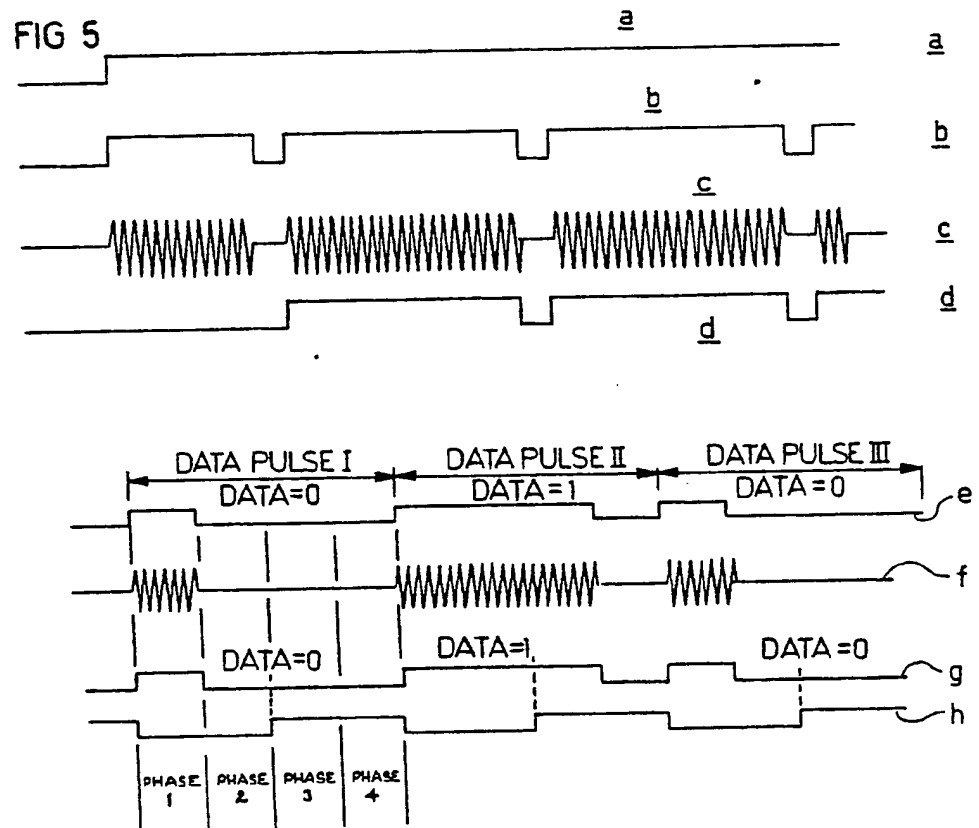 FIG 5
a a
b b
c c
d
d
DATA PULSE I DATA PULSE II DATA PULSE III
DATA=0 DATA=1 DATA=0
e
f
DATA=0 DATA=1 DATA=0
g
h
PHASE 1 PHASE 2 PHASE 3 PHASE 4